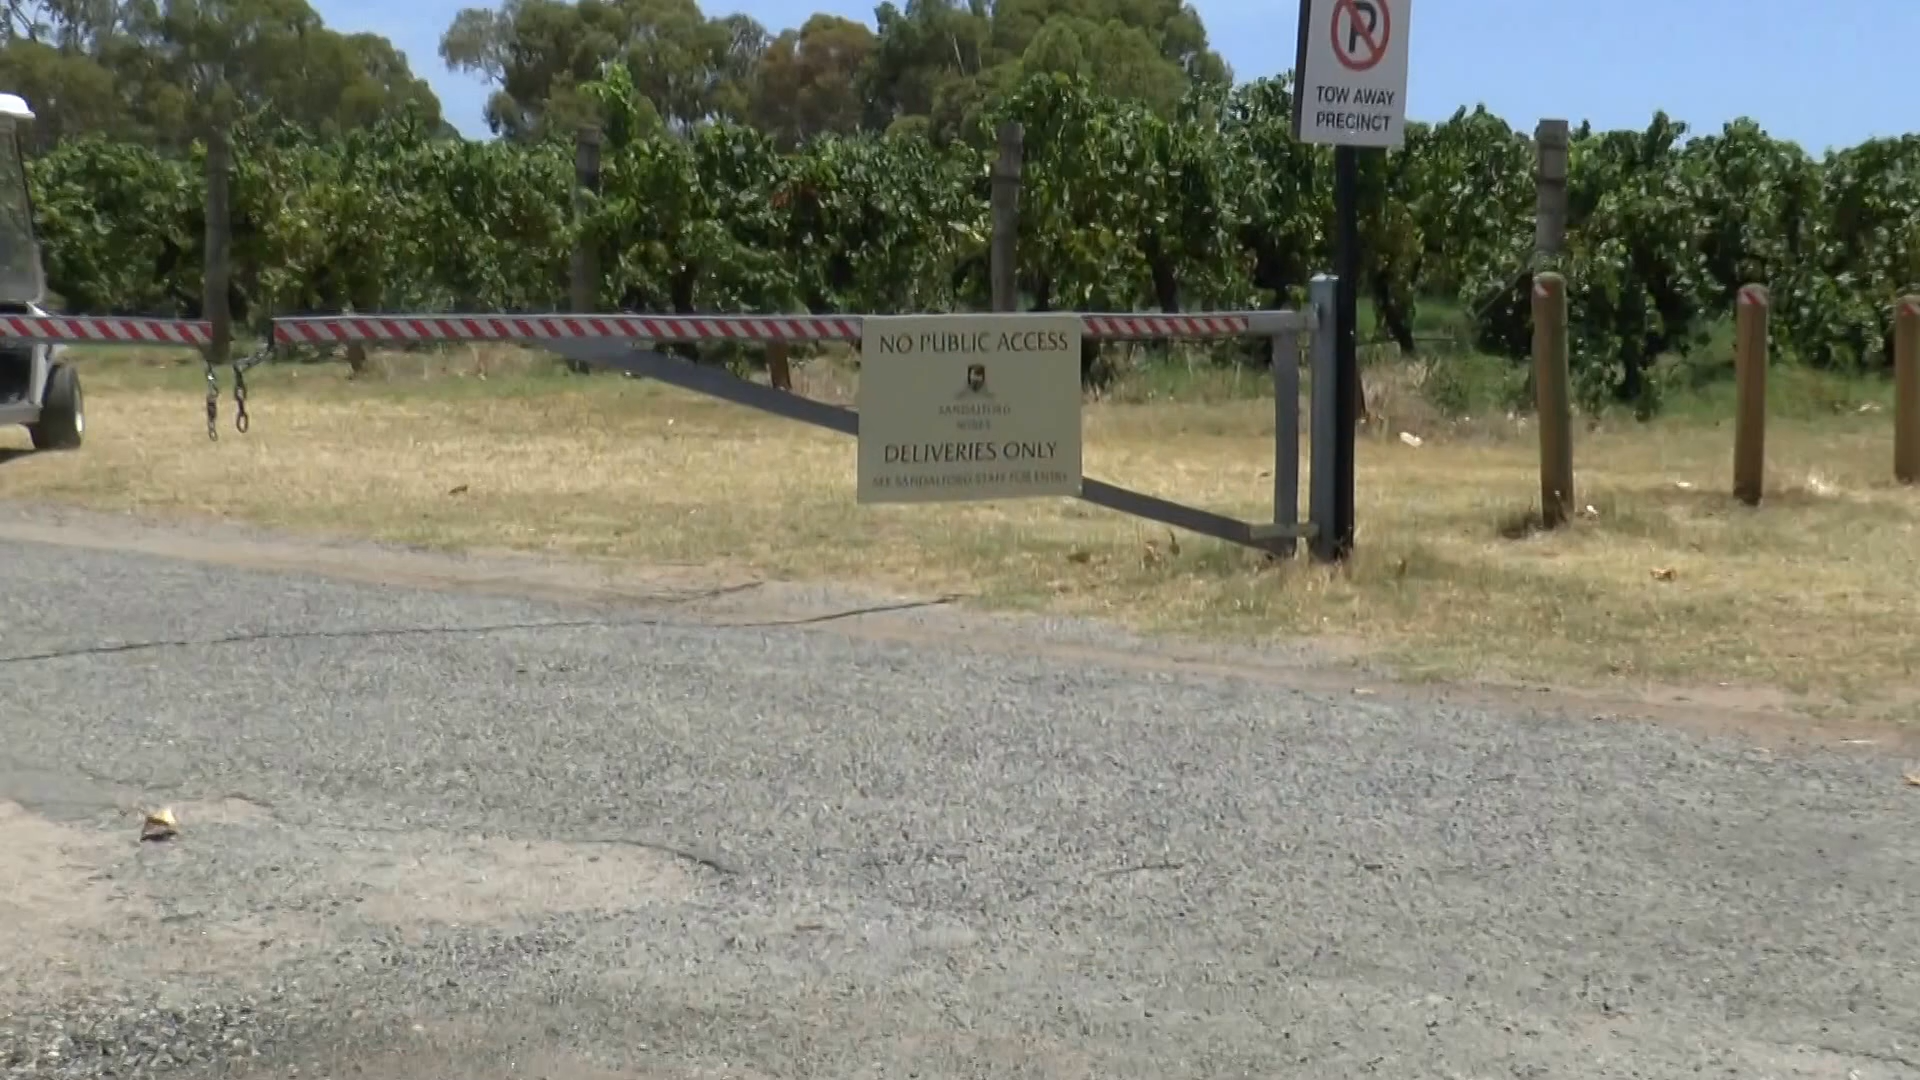 P
TOW AWAY
PRECINCT
NO PUBLIC ACCESS
SANDALFORD
WINES
DELIVERIES ONLY
SEE SANDALFORD STAFF FOR ENTRY